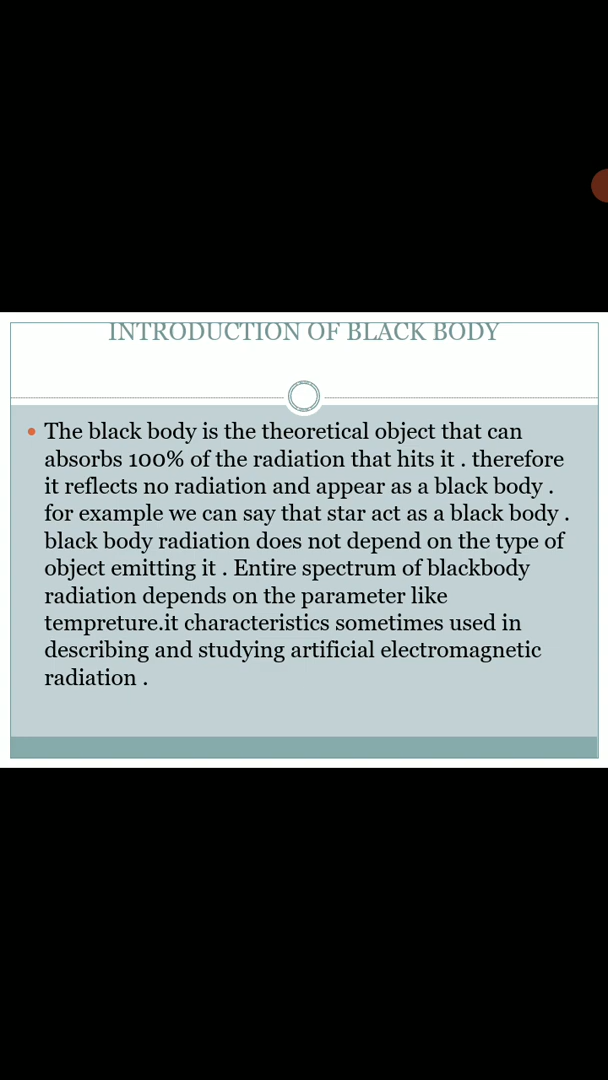 INTRODUCTION OF BLACK BODY
The black body is the theoretical object that can
absorbs 100% of the radiation that hits it . therefore
it reflects no radiation and appear as a black body .
for example we can say that star act as a black body .
black body radiation does not depend on the type of
object emitting it . Entire spectrum of blackbody
radiation depends on the parameter like
tempreture.it characteristics sometimes used in
describing and studying artificial electromagnetic
radiation .